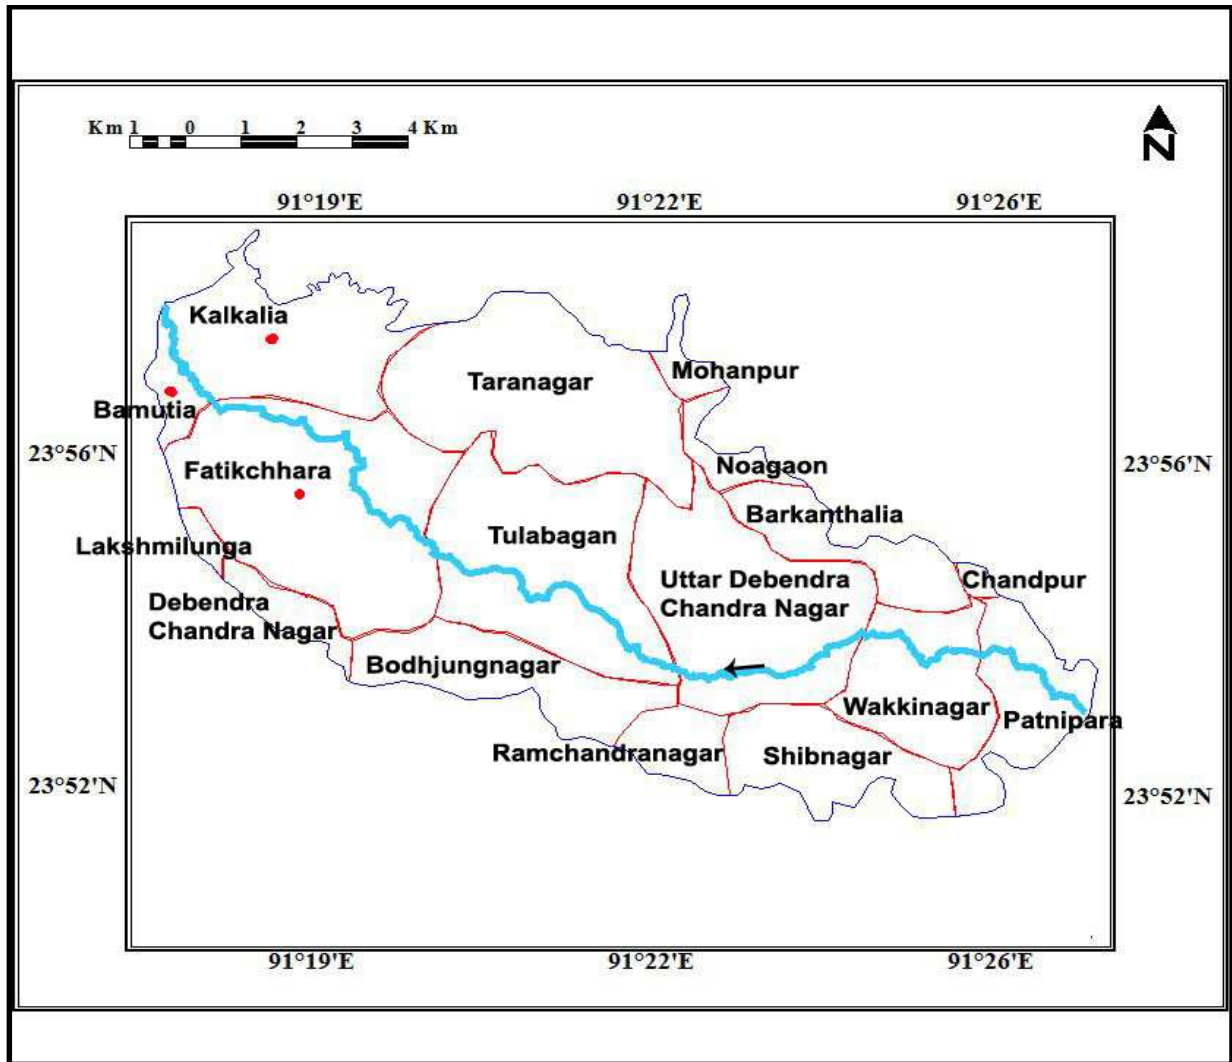 Km 1 0 1 2 3 4 Km
N
91°19'E 91°22'E 91°26'E
Kalkalia
Mohanpur
Taranagar
Bamutia
23°56'N
23°56'N
Fatikchhara
Noagaon
Barkanthalia
Tulabagan
Lakshmilunga
Uttar Debendra
Chandra Nagar
Chandpur
Debendra
Chandra Nagar
Bodhjungnagar
Wakkinagar
Patnipara
Ramchandranagar
Shibnagar
23°52'N
23°52'N
91°19'E 91°22'E 91°26'E